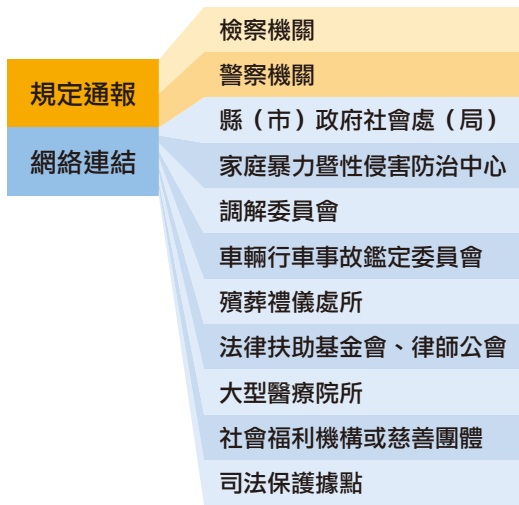 規定通報
網絡連結
檢察機關
警察機關
縣（市）政府社會處（局）
家庭暴力暨性侵害防治中心
調解委員會
車輛行車事故鑑定委員會
殯葬禮儀處所
法律扶助基金會、律師公會
大型醫療院所
社會福利機構或慈善團體
司法保護據點